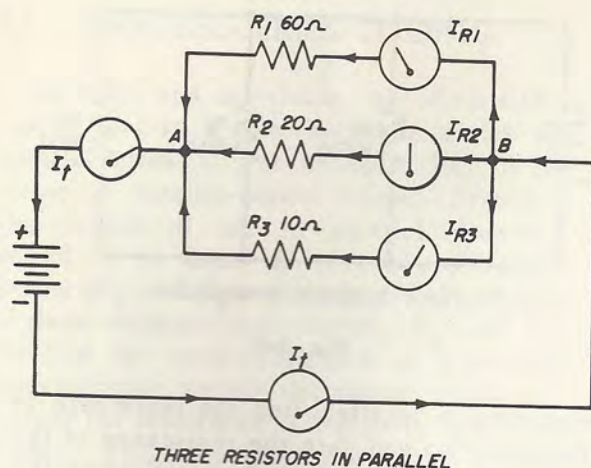 R1 60Ω
IR1
A
R2 20Ω
IR2
B
It
R3 10Ω
IR3
+
-
It
THREE RESISTORS IN PARALLEL